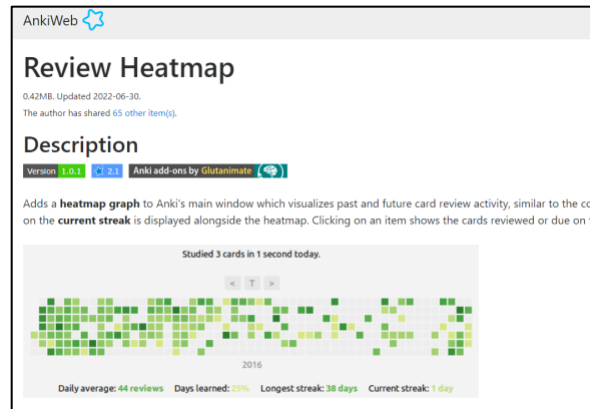 AnkiWeb
Review Heatmap
0.42MB. Updated 2022-06-30.
The author has shared 65 other item(s).
Description
Version 1.0.1 2.1 Anki add-ons by Glutanimate
Adds a heatmap graph to Anki's main window which visualizes past and future card review activity, similar to the co
on the current streak is displayed alongside the heatmap. Clicking on an item shows the cards reviewed or due on
Studied 3 cards in 1 second today.
< T >
2016
Daily average: 44 reviews Days learned: 25% Longest streak: 38 days Current streak: 1 day